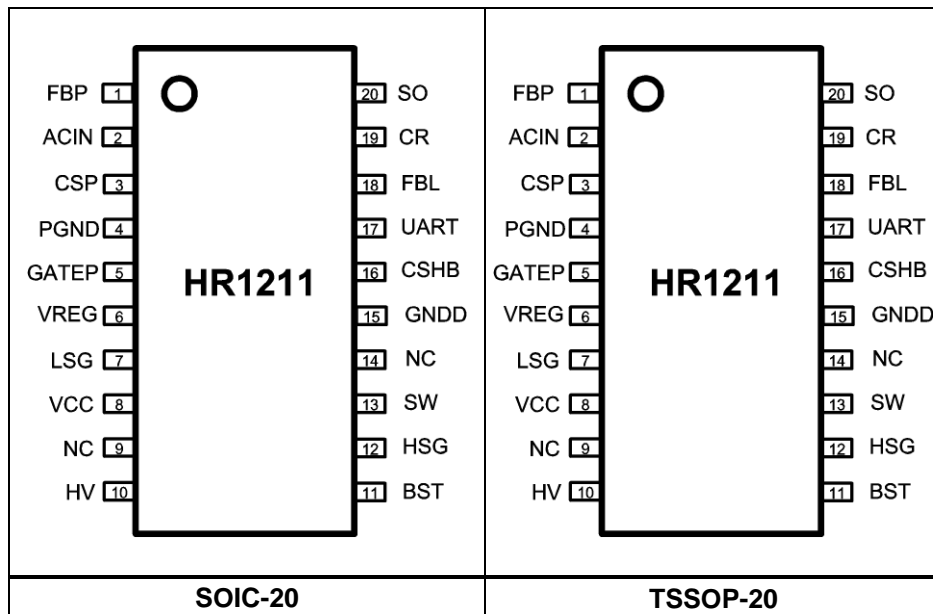 FBP 1 20 SO
ACIN 2 19 CR
CSP 3 18 FBL
PGND 4 17 UART
GATEP 5 16 CSHB
HR1211
VREG 6 15 GNDD
LSG 7 14 NC
VCC 8 13 SW
NC 9 12 HSG
HV 10 11 BST
SOIC-20
FBP 1 20 SO
ACIN 2 19 CR
CSP 3 18 FBL
PGND 4 17 UART
GATEP 5 16 CSHB
HR1211
VREG 6 15 GNDD
LSG 7 14 NC
VCC 8 13 SW
NC 9 12 HSG
HV 10 11 BST
TSSOP-20